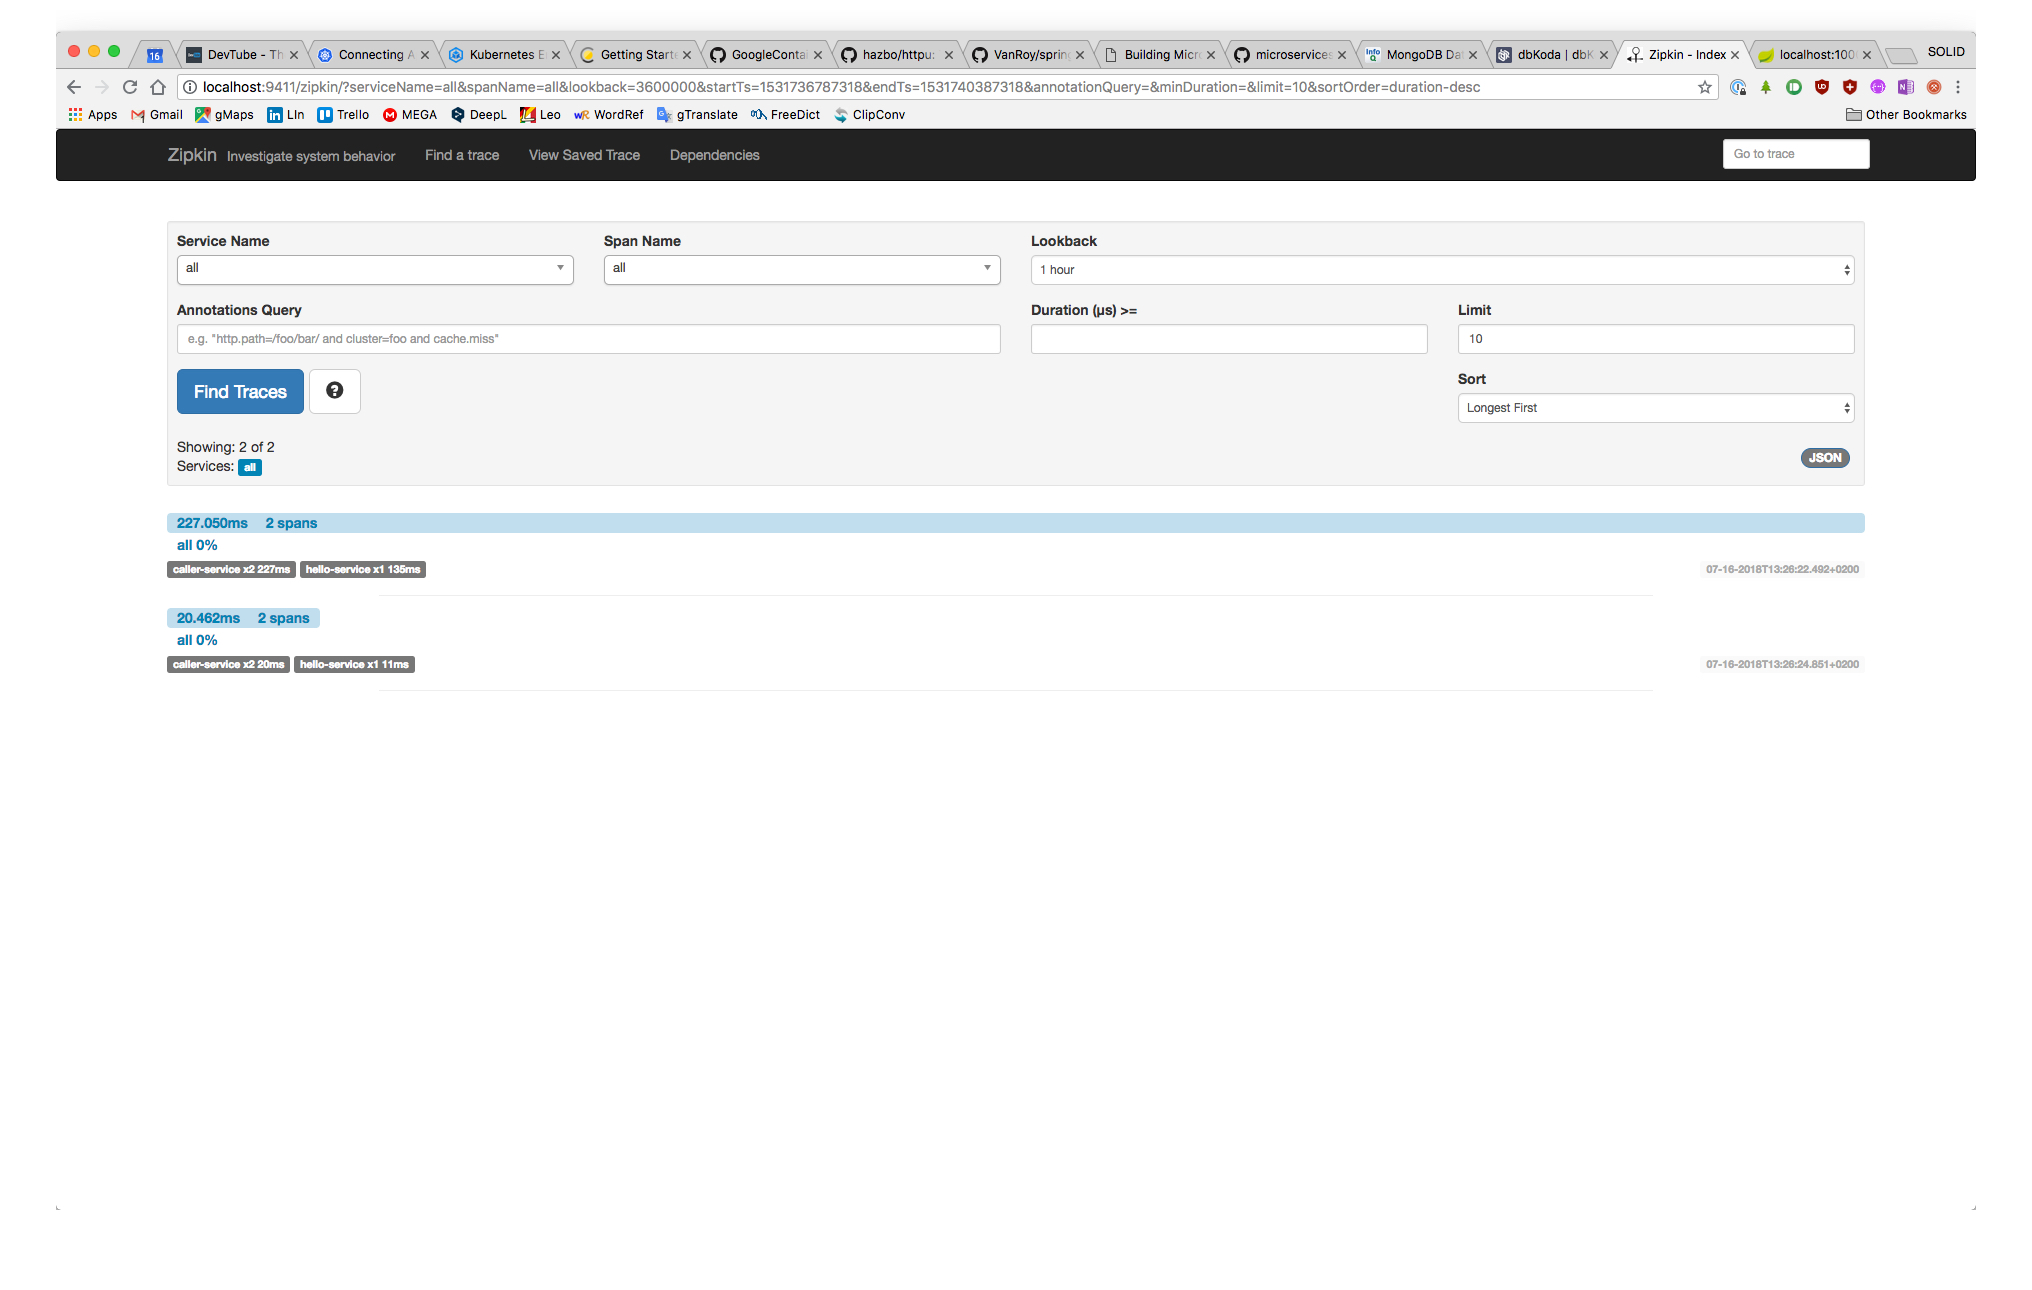 16 DevTube - Th Connecting A Kubernetes E Getting Starte GoogleContai hazbo/httpu: VanRoy/spring Building Micro microservices MongoDB Dat dbKoda | dbK Zipkin - Index localhost:100 SOLID
localhost:9411/zipkin/?serviceName=all&spanName=all&lookback=3600000&startTs=1531736787318&endTs=1531740387318&annotationQuery=&minDuration=&limit=10&sortOrder=duration-desc
Apps Gmail gMaps LIn Trello MEGA DeepL Leo WordRef gTranslate FreeDict ClipConv Other Bookmarks
Zipkin Investigate system behavior Find a trace View Saved Trace Dependencies Go to trace
Service Name Span Name Lookback
all all 1 hour
Annotations Query Duration (μs) >= Limit
e.g. "http.path=/foo/bar/ and cluster=foo and cache.miss" 10
Find Traces ? Sort
Longest First
Showing: 2 of 2
Services: all JSON
227.050ms 2 spans
all 0%
caller-service x2 227ms hello-service x1 135ms 07-16-2018T13:26:22.492+0200
20.462ms 2 spans
all 0%
caller-service x2 20ms hello-service x1 11ms 07-16-2018T13:26:24.851+0200